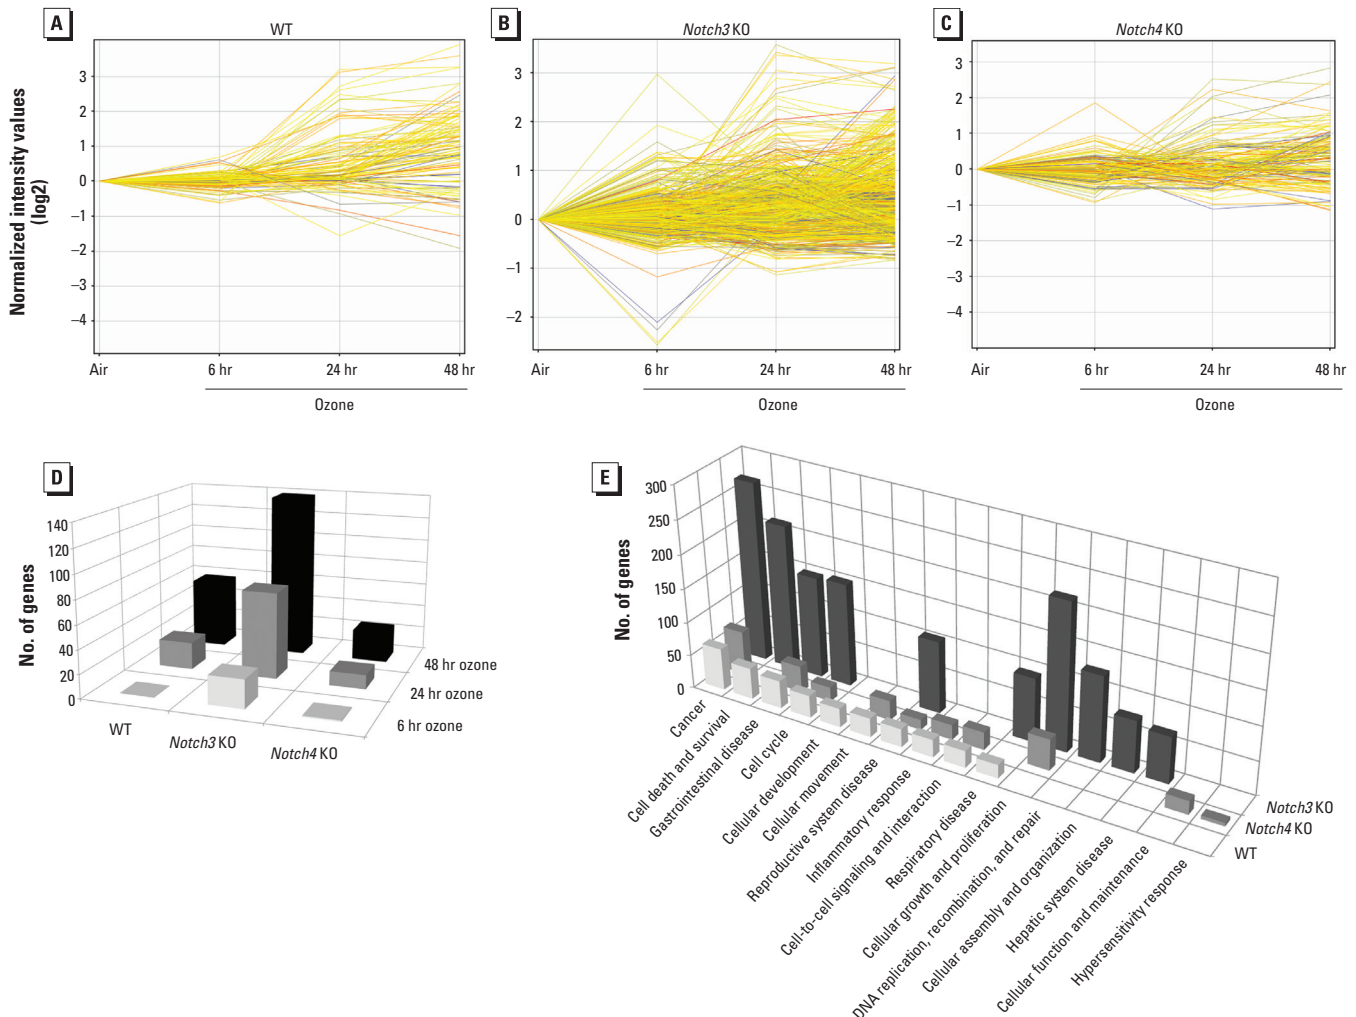 A
WT
B
Notch3 KO
C
Notch4 KO
Normalized intensity values
(log2)
3
2
1
0
−1
−2
−3
−4
Air
6 hr
24 hr
48 hr
Ozone
3
2
1
0
−1
−2
Air
6 hr
24 hr
48 hr
Ozone
3
2
1
0
−1
−2
−3
−4
Air
6 hr
24 hr
48 hr
Ozone
D
No. of genes
140
120
100
80
60
40
20
0
WT
Notch3 KO
Notch4 KO
48 hr ozone
24 hr ozone
6 hr ozone
E
No. of genes
300
250
200
150
100
50
0
Cancer
Cell death and survival
Gastrointestinal disease
Cell cycle
Cellular development
Cellular movement
Reproductive system disease
Inflammatory response
Cell-to-cell signaling and interaction
Respiratory disease
Cellular growth and proliferation
DNA replication, recombination, and repair
Cellular assembly and organization
Hepatic system disease
Cellular function and maintenance
Hypersensitivity response
Notch3 KO
Notch4 KO
WT